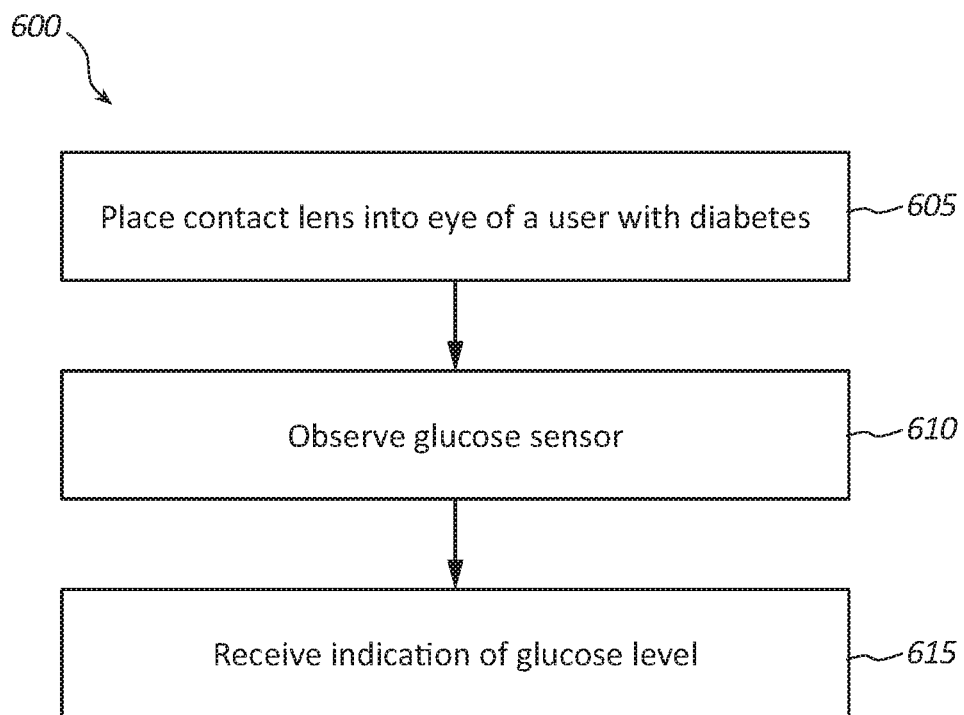 600
Place contact lens into eye of a user with diabetes
605
Observe glucose sensor
610
Receive indication of glucose level
615